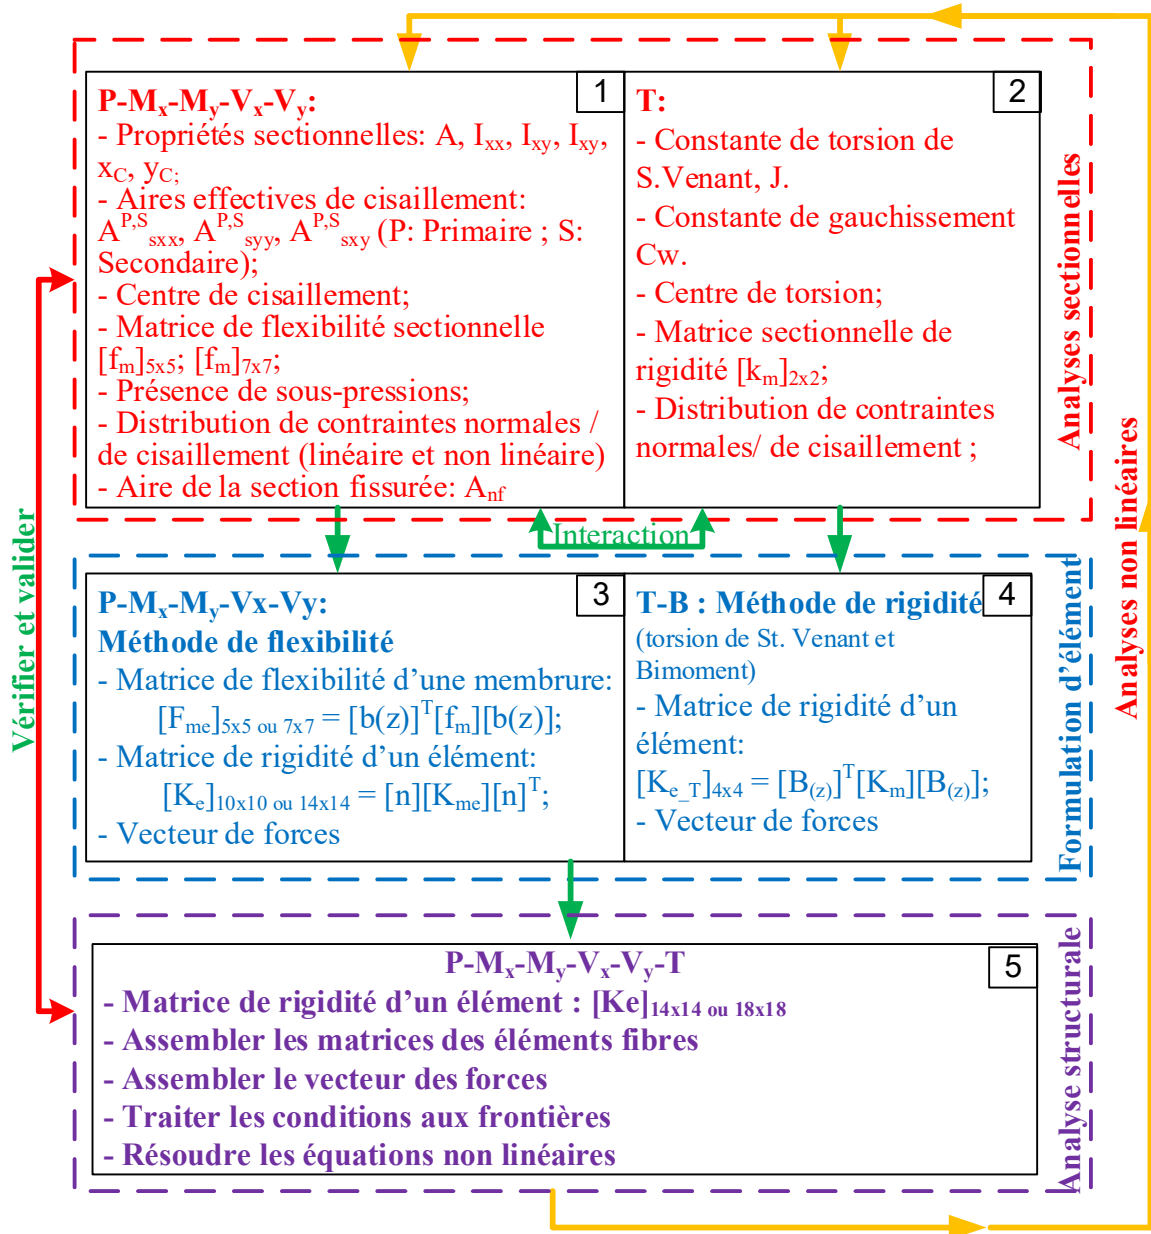 1
P-Mx-My-Vx-Vy:
- Propriétés sectionnelles: A, Ixx, Ixy, Ixy,
xC, yC;
- Aires effectives de cisaillement:
A^P,S_sxx, A^P,S_syy, A^P,S_sxy (P: Primaire ; S:
Secondaire);
- Centre de cisaillement;
- Matrice de flexibilité sectionnelle
[fm]5x5; [fm]7x7;
- Présence de sous-pressions;
- Distribution de contraintes normales /
de cisaillement (linéaire et non linéaire)
- Aire de la section fissurée: Anf
2
T:
- Constante de torsion de
S.Venant, J.
- Constante de gauchissement
Cw.
- Centre de torsion;
- Matrice sectionnelle de
rigidité [km]2x2;
- Distribution de contraintes
normales/ de cisaillement ;
Analyses sectionnelles
Interaction
3
P-Mx-My-Vx-Vy:
Méthode de flexibilité
- Matrice de flexibilité d’une membrure:
[Fme]5x5 ou 7x7 = [b(z)]^T[fm][b(z)];
- Matrice de rigidité d’un élément:
[Ke]10x10 ou 14x14 = [n][Kme][n]^T;
- Vecteur de forces
4
T-B : Méthode de rigidité
(torsion de St. Venant et
Bimoment)
- Matrice de rigidité d’un
élément:
[Ke_T]4x4 = [B(z)]^T[Km][B(z)];
- Vecteur de forces
Formulation d’élément
5
P-Mx-My-Vx-Vy-T
- Matrice de rigidité d’un élément : [Ke]14x14 ou 18x18
- Assembler les matrices des éléments fibres
- Assembler le vecteur des forces
- Traiter les conditions aux frontières
- Résoudre les équations non linéaires
Analyse structurale
Vérifier et valider
Analyses non linéaires